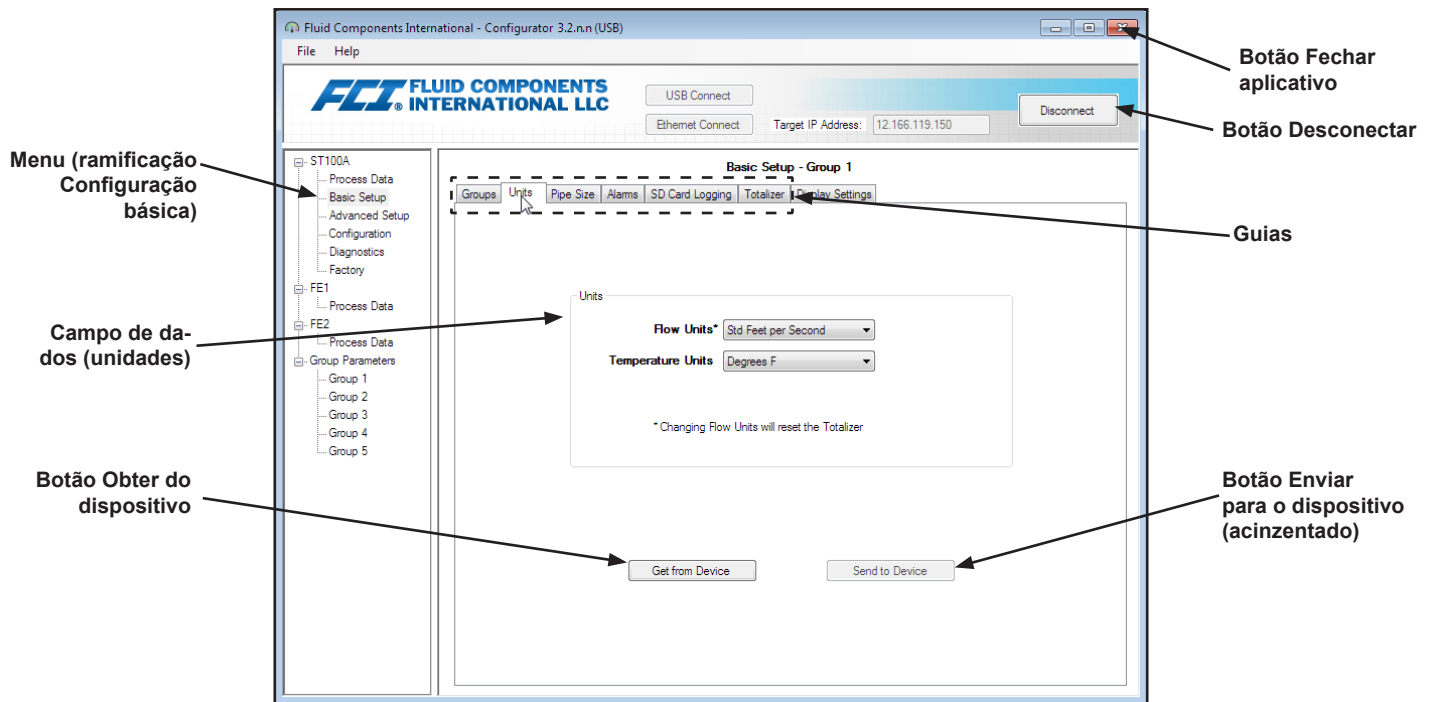 Fluid Components International - Configurator 3.2.n.n (USB)
File Help
FCI® FLUID COMPONENTS
INTERNATIONAL LLC
USB Connect
Ethernet Connect
Target IP Address: 12.166.119.150
Disconnect
Botão Fechar
aplicativo
Botão Desconectar
Menu (ramificação
Configuração
básica)
ST100A
Process Data
Basic Setup
Advanced Setup
Configuration
Diagnostics
Factory
FE1
Process Data
FE2
Process Data
Group Parameters
Group 1
Group 2
Group 3
Group 4
Group 5
Basic Setup - Group 1
Groups Units Pipe Size Alarms SD Card Logging Totalizer Display Settings
Guias
Campo de da-
dos (unidades)
Units
Flow Units* Std Feet per Second
Temperature Units Degrees F
* Changing Flow Units will reset the Totalizer
Botão Obter do
dispositivo
Botão Enviar
para o dispositivo
(acinzentado)
Get from Device
Send to Device